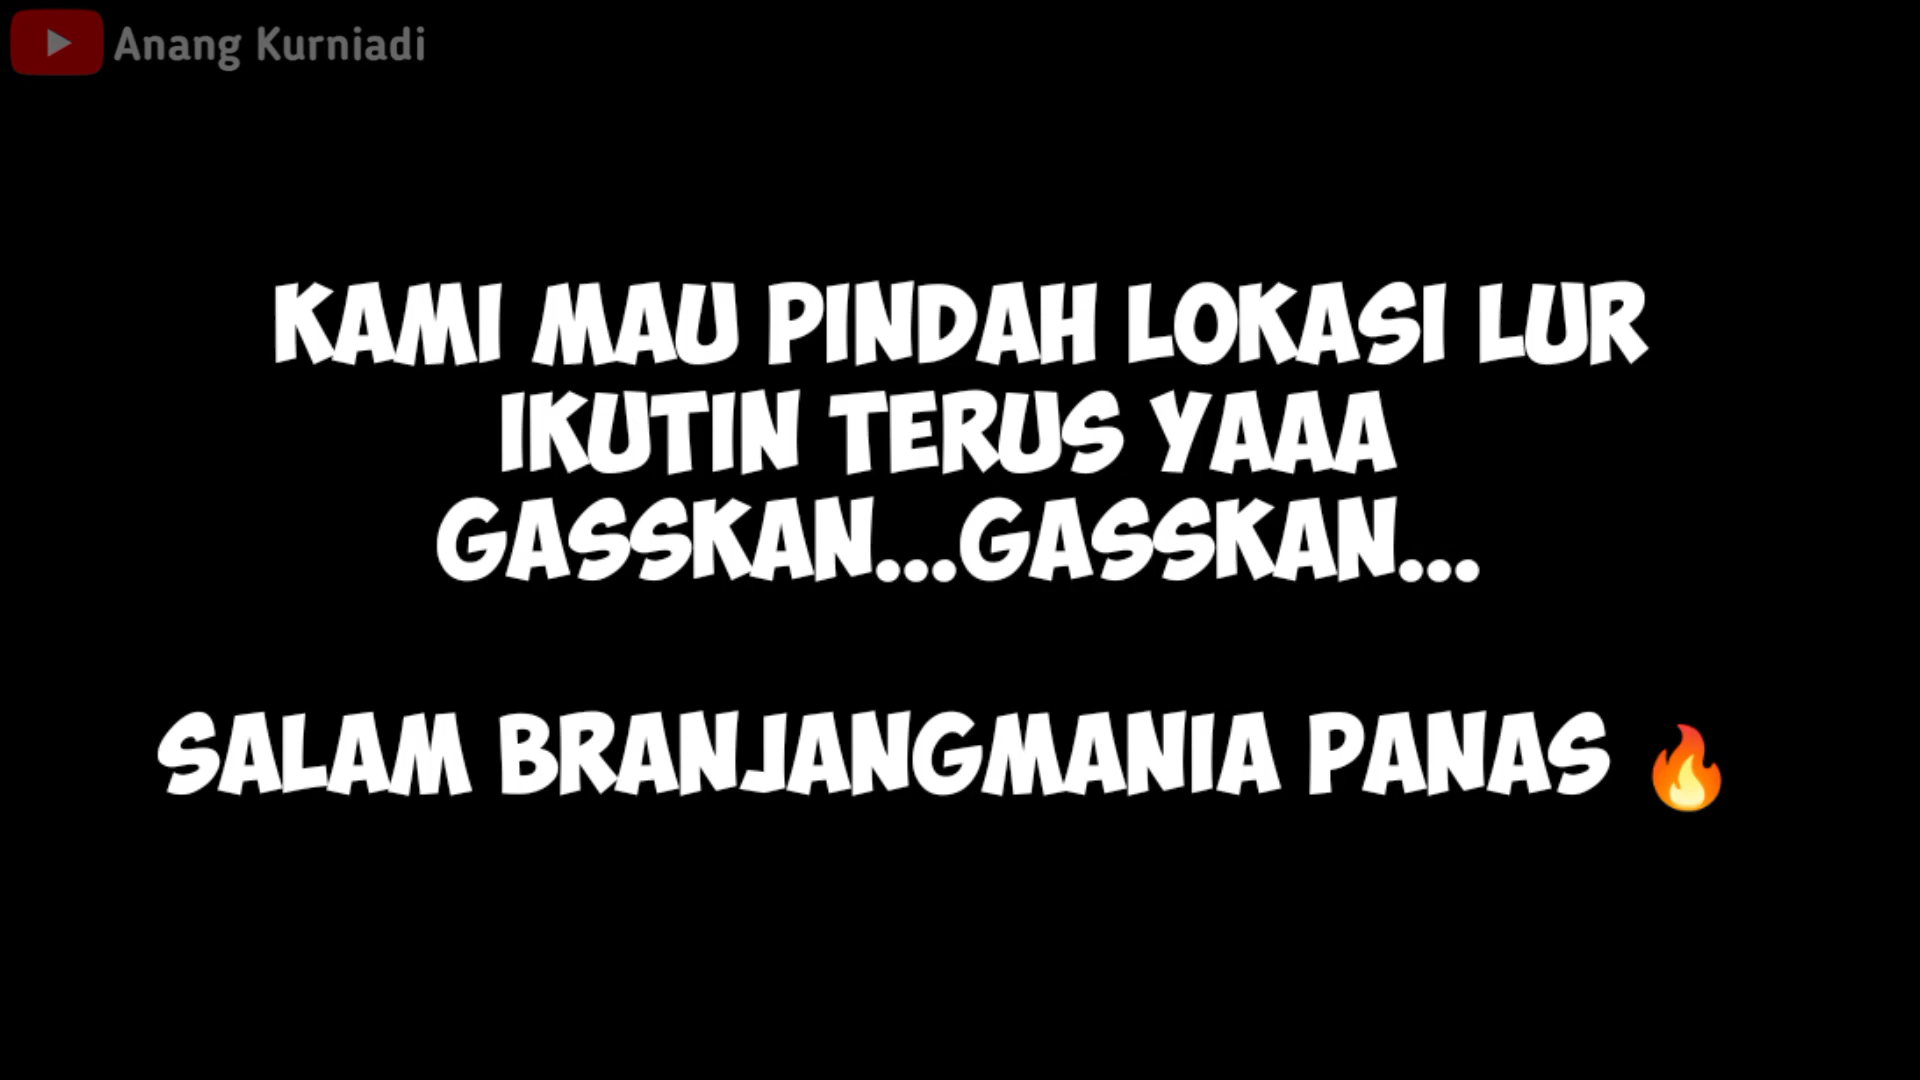 Anang Kurniadi
KAMI MAU PINDAH LOKASI LUR
IKUTIN TERUS YAAA
GASSKAN...GASSKAN...
SALAM BRANJANGMANIA PANAS 🔥